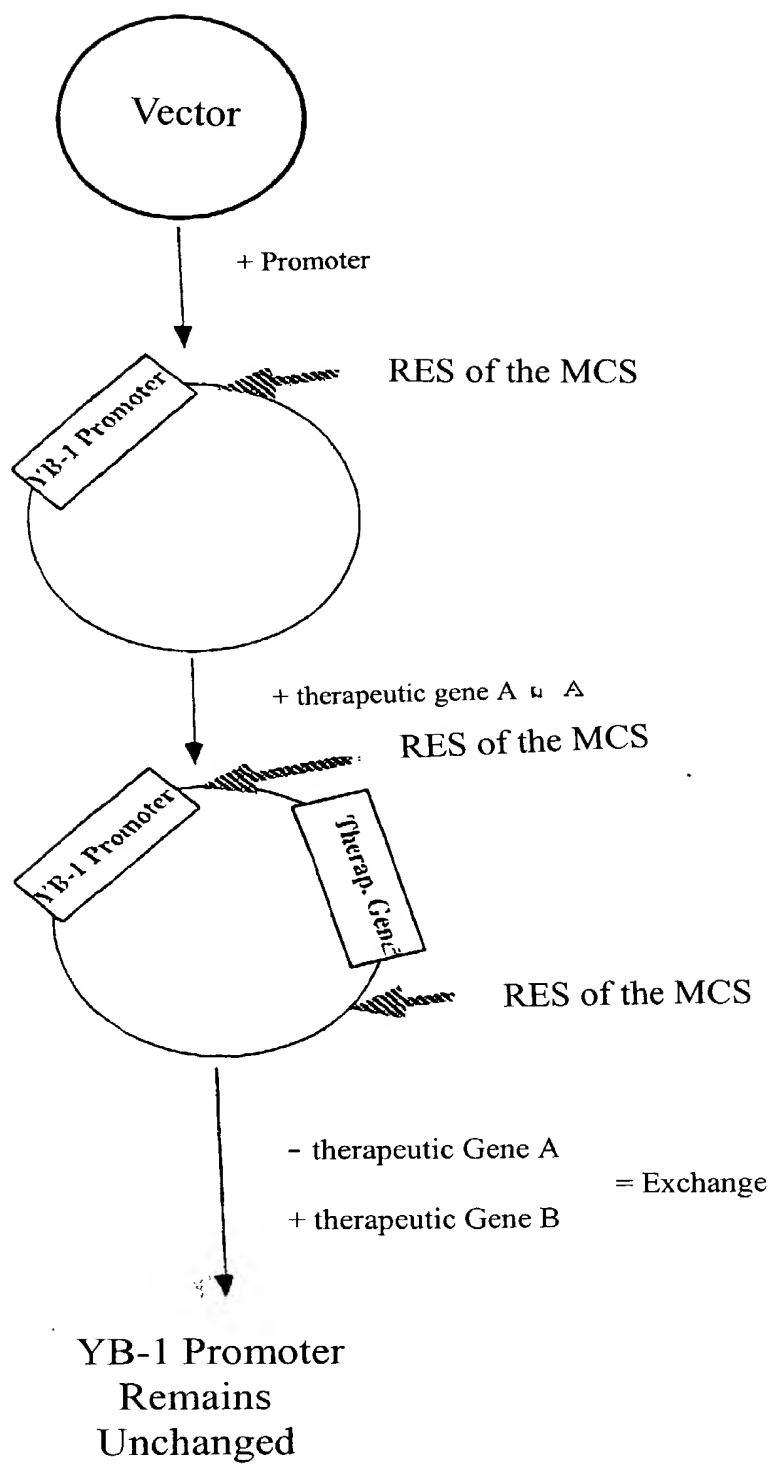 Vector
+ Promoter
YB-1 Promoter
RES of the MCS
+ therapeutic gene A
RES of the MCS
YB-1 Promoter
Therap. Gene
RES of the MCS
- therapeutic Gene A
= Exchange
+ therapeutic Gene B
YB-1 Promoter
Remains
Unchanged